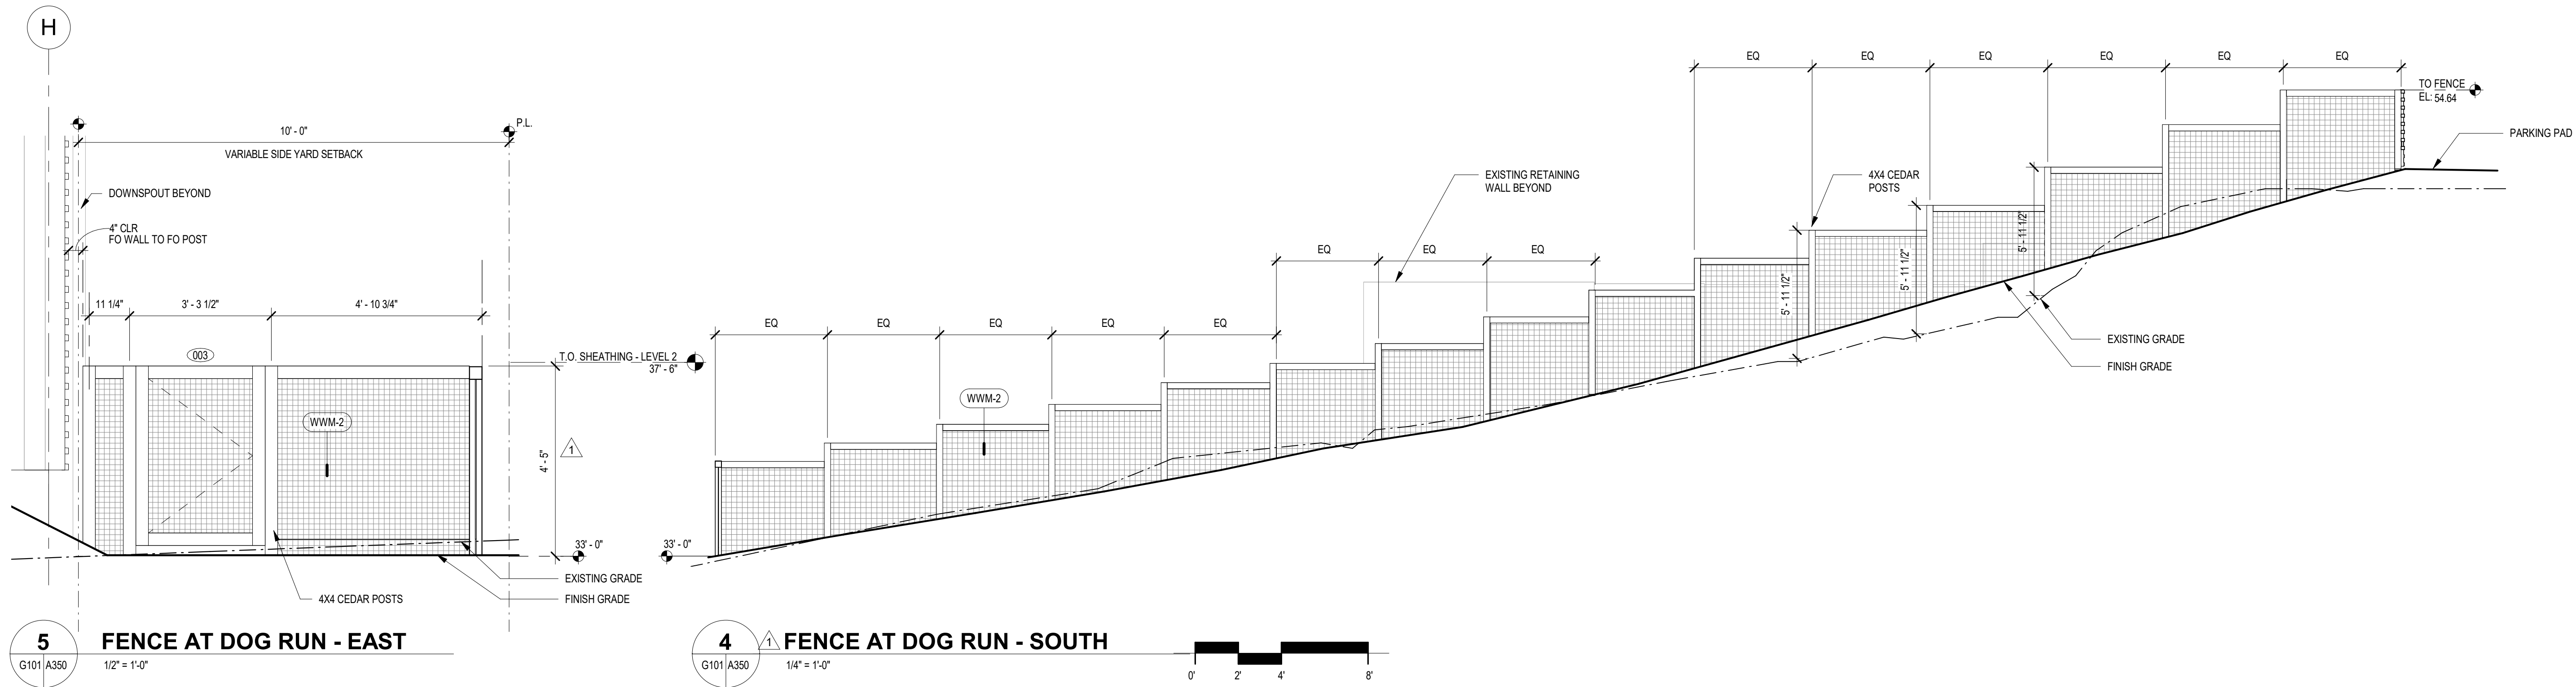 H
10' - 0"
VARIABLE SIDE YARD SETBACK
P.L.
DOWNSPOUT BEYOND
4" CLR
FO WALL TO FO POST
11 1/4"
3' - 3 1/2"
4' - 10 3/4"
003
WWM-2
T.O. SHEATHING - LEVEL 2
37' - 6"
4' - 5"
1
33' - 0"
EXISTING GRADE
FINISH GRADE
4X4 CEDAR POSTS
5
G101 A350
FENCE AT DOG RUN - EAST
1/2" = 1'-0"
EQ
EQ
EQ
EQ
EQ
EQ
TO FENCE
EL: 54.64
PARKING PAD
EXISTING RETAINING
WALL BEYOND
4X4 CEDAR
POSTS
EQ
EQ
EQ
5' - 11 1/2"
5' - 11 1/2"
5' - 11 1/2"
EQ
EQ
EQ
EQ
EQ
WWM-2
EXISTING GRADE
FINISH GRADE
33' - 0"
4
G101 A350
1
FENCE AT DOG RUN - SOUTH
1/4" = 1'-0"
0'
2'
4'
8'